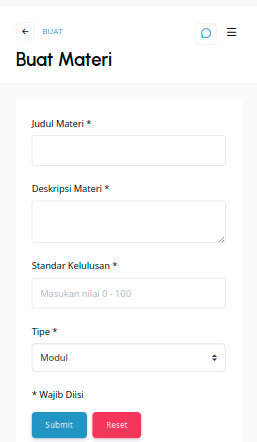 BUAT
Buat Materi
Judul Materi *
Deskripsi Materi *
Standar Kelulusan *
Masukan nilai 0 - 100
Tipe *
Modul
* Wajib Diisi
Submit Reset